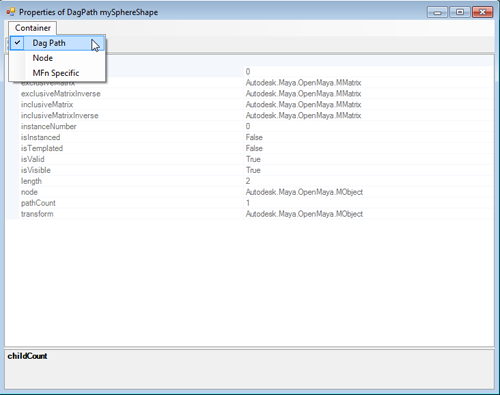 Properties of DagPath mySphereShape
Container
Dag Path
Node
MFn Specific
0
exclusiveMatrix Autodesk.Maya.OpenMaya.MMatrix
exclusiveMatrixInverse Autodesk.Maya.OpenMaya.MMatrix
inclusiveMatrix Autodesk.Maya.OpenMaya.MMatrix
inclusiveMatrixInverse Autodesk.Maya.OpenMaya.MMatrix
instanceNumber 0
isInstanced False
isTemplated False
isValid True
isVisible True
length 2
node Autodesk.Maya.OpenMaya.MObject
pathCount 1
transform Autodesk.Maya.OpenMaya.MObject
childCount